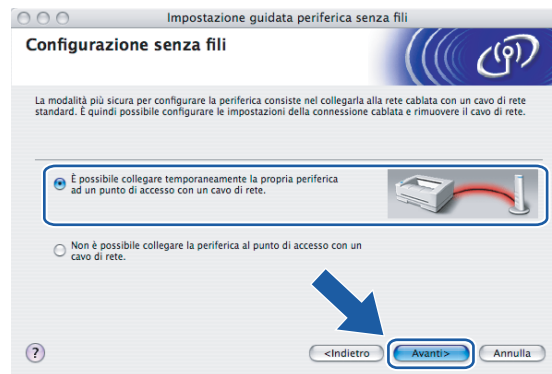 Impostazione guidata periferica senza fili
Configurazione senza fili
La modalità più sicura per configurare la periferica consiste nel collegarla alla rete cablata con un cavo di rete
standard. È quindi possibile configurare le impostazioni della connessione cablata e rimuovere il cavo di rete.
È possibile collegare temporaneamente la propria periferica
ad un punto di accesso con un cavo di rete.
Non è possibile collegare la periferica al punto di accesso con un
cavo di rete.
?
<Indietro
Avanti>
Annulla